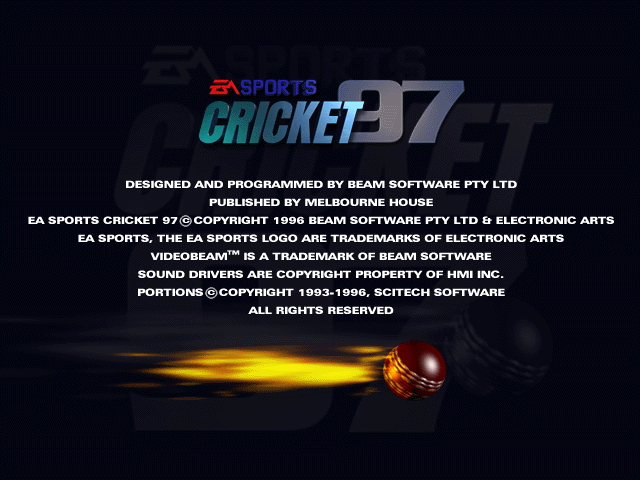 EA SPORTS
CRICKET 97
DESIGNED AND PROGRAMMED BY BEAM SOFTWARE PTY LTD
PUBLISHED BY MELBOURNE HOUSE
EA SPORTS CRICKET 97 © COPYRIGHT 1996 BEAM SOFTWARE PTY LTD & ELECTRONIC ARTS
EA SPORTS, THE EA SPORTS LOGO ARE TRADEMARKS OF ELECTRONIC ARTS
VIDEOBEAM™ IS A TRADEMARK OF BEAM SOFTWARE
SOUND DRIVERS ARE COPYRIGHT PROPERTY OF HMI INC.
PORTIONS © COPYRIGHT 1993-1996, SCITECH SOFTWARE
ALL RIGHTS RESERVED